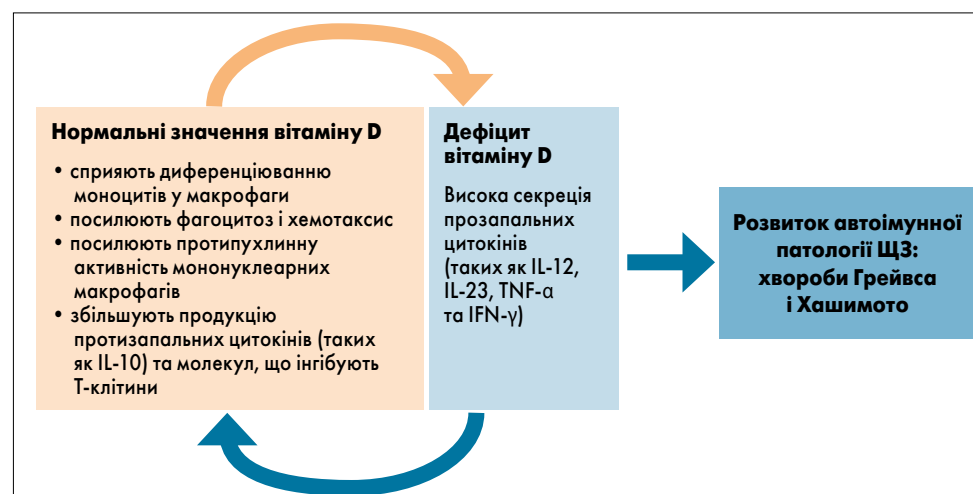 Нормальні значення вітаміну D
• сприяють диференціюванню
моноцитів у макрофаги
• посилюють фагоцитоз і хемотаксис
• посилюють протипухлинну
активність мононуклеарних
макрофагів
• збільшують продукцію
протизапальних цитокінів (таких
як IL-10) та молекул, що інгібують
Т-клітини
Дефіцит
вітаміну D
Висока секреція
прозапальних
цитокінів
(таких як IL-12,
IL-23, TNF-α
та IFN-γ)
Розвиток автоімунної
патології ЩЗ:
хвороби Грейвса
і Хашимото